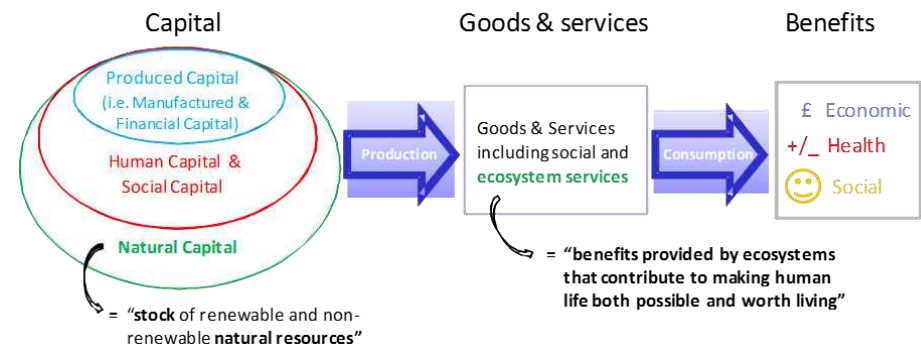 Capital
Goods & services
Benefits
Produced Capital
(i.e. Manufactured &
Financial Capital)
Human Capital &
Social Capital
Natural Capital
= “stock of renewable and non-
renewable natural resources”
Production
Goods & Services
including social and
ecosystem services
= “benefits provided by ecosystems
that contribute to making human
life both possible and worth living”
Consumption
£ Economic
+/_ Health
Social